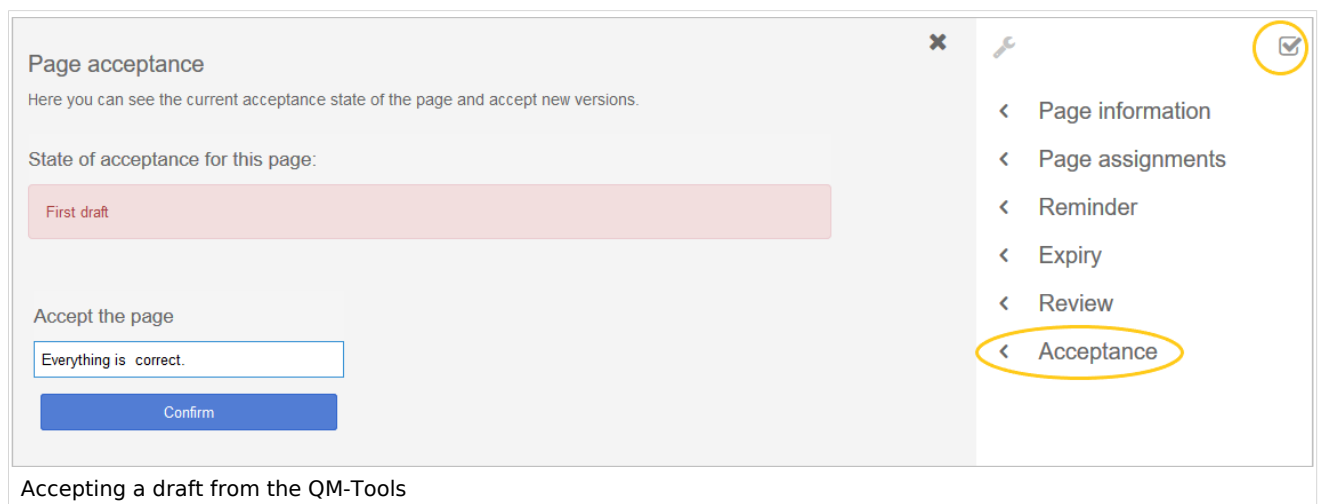 Page acceptance
Here you can see the current acceptance state of the page and accept new versions.
State of acceptance for this page:
First draft
Accept the page
Everything is correct.
Confirm
Page information
Page assignments
Reminder
Expiry
Review
Acceptance
Accepting a draft from the QM-Tools